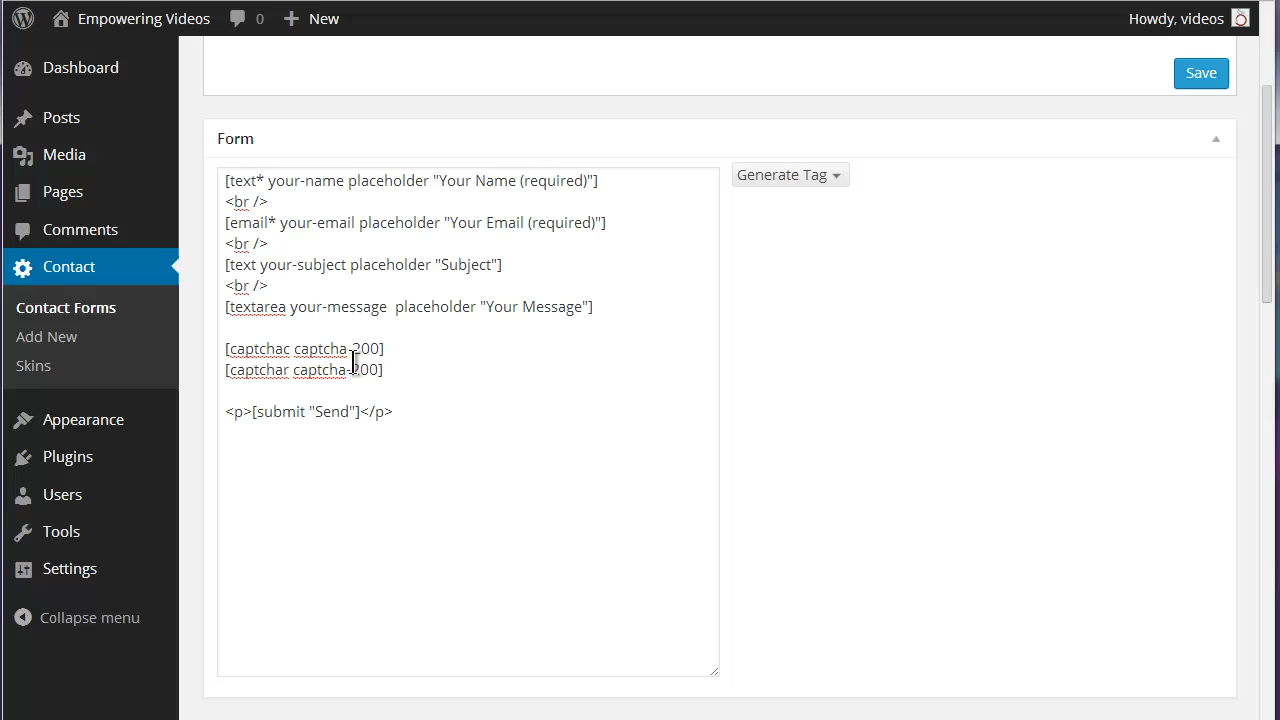 Empowering Videos
0
New
Howdy, videos
Dashboard
Posts
Media
Pages
Comments
Contact
Contact Forms
Add New
Skins
Appearance
Plugins
Users
Tools
Settings
Collapse menu
Save
Form
[text* your-name placeholder "Your Name (required)"]
<br />
[email* your-email placeholder "Your Email (required)"]
<br />
[text your-subject placeholder "Subject"]
<br />
[textarea your-message  placeholder "Your Message"]
[captchac captcha-200]
[captchar captcha-200]
<p>[submit "Send"]</p>
Generate Tag